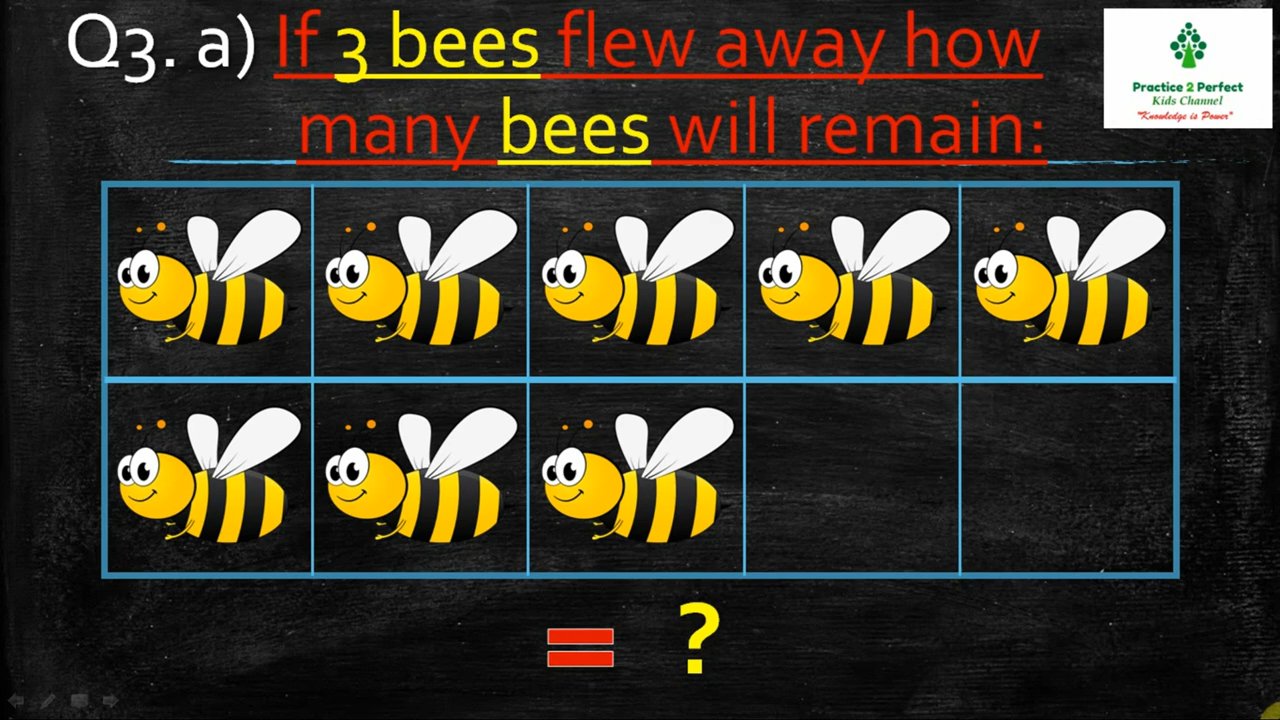 Q3. a) If 3 bees flew away how
many bees will remain:
Practice 2 Perfect
Kids Channel
"Knowledge is Power"
= ?